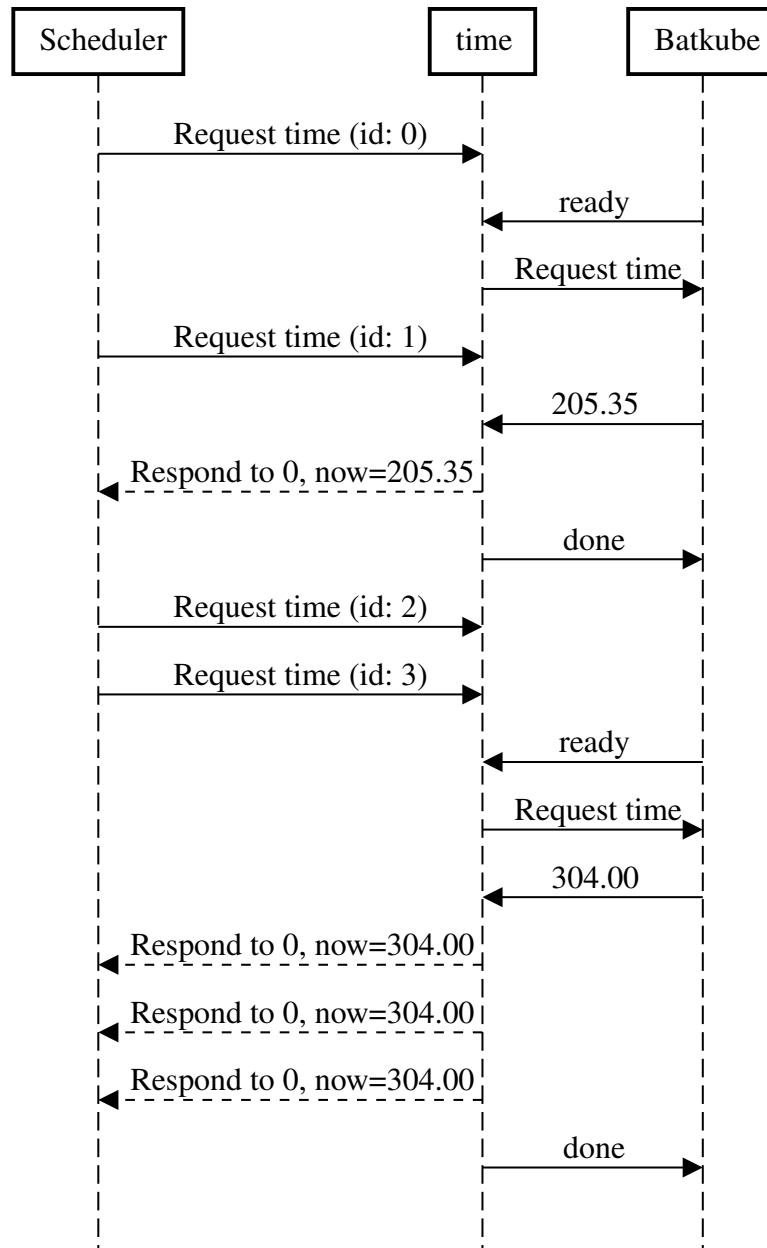 Scheduler
time
Batkube
Request time (id: 0)
ready
Request time
Request time (id: 1)
205.35
Respond to 0, now=205.35
done
Request time (id: 2)
Request time (id: 3)
ready
Request time
304.00
Respond to 0, now=304.00
Respond to 0, now=304.00
Respond to 0, now=304.00
done